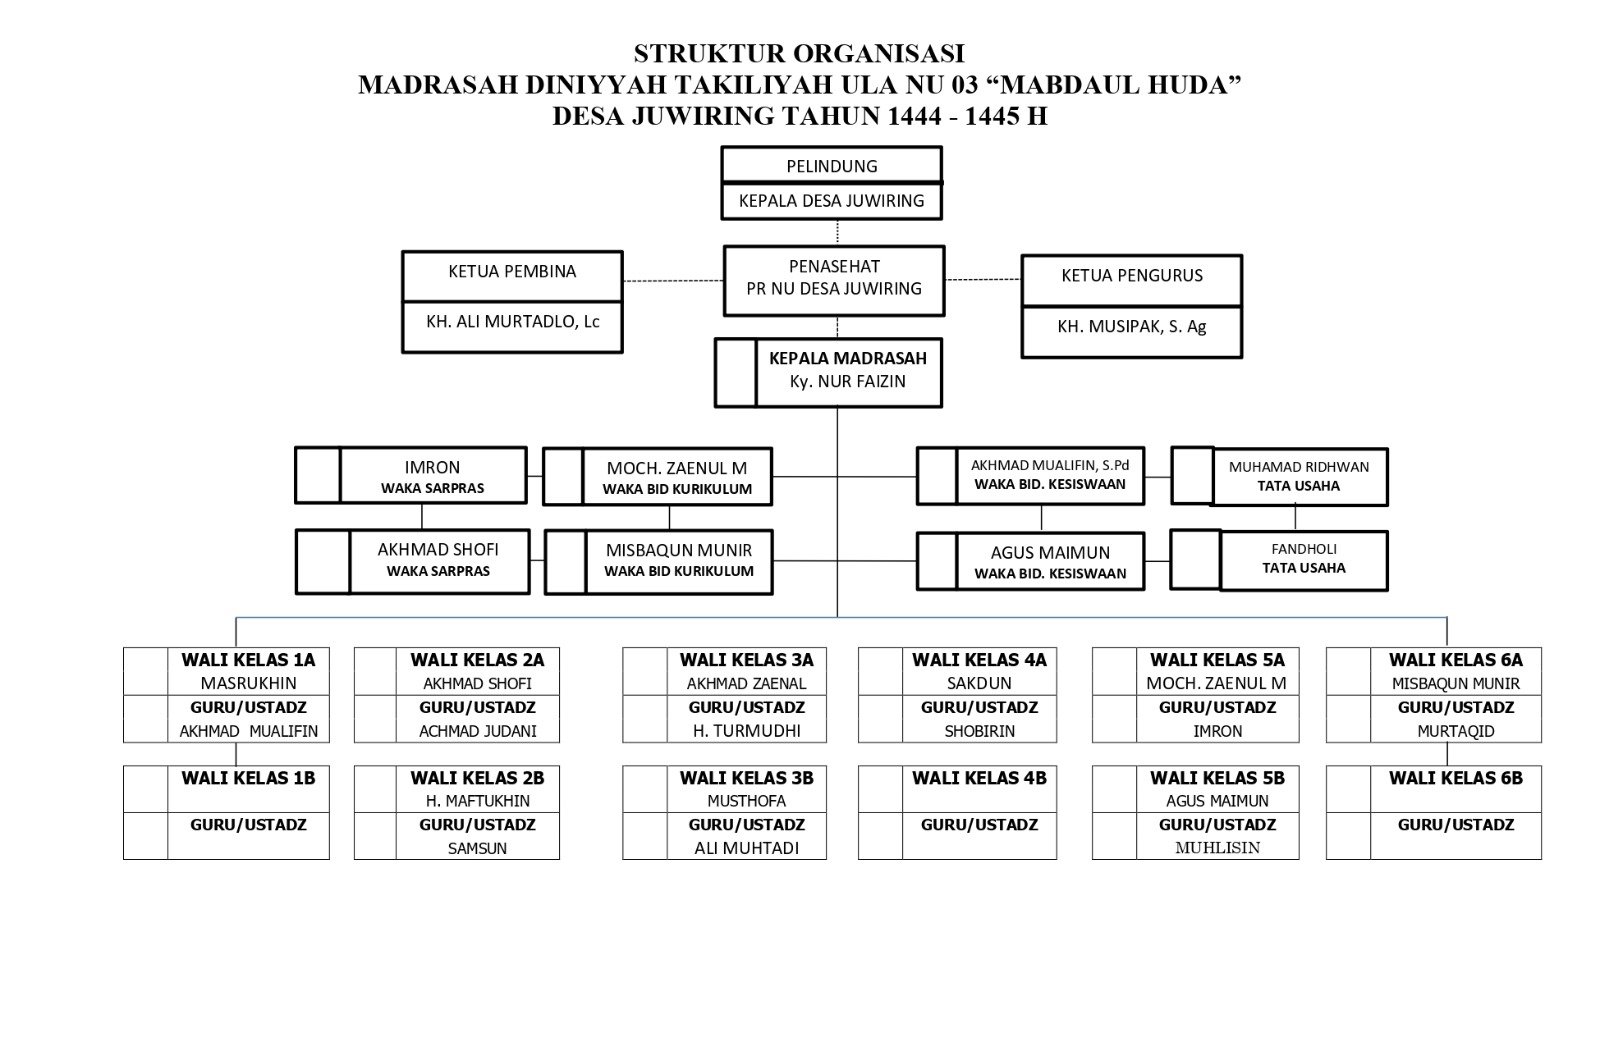 STRUKTUR ORGANISASI
MADRASAH DINIYYAH TAKILIYAH ULA NU 03 “MABDAUL HUDA”
DESA JUWIRING TAHUN 1444 - 1445 H
PELINDUNG
KEPALA DESA JUWIRING
KETUA PEMBINA
KH. ALI MURTADLO, Lc
PENASEHAT
PR NU DESA JUWIRING
KETUA PENGURUS
KH. MUSIPAK, S. Ag
KEPALA MADRASAH
Ky. NUR FAIZIN
IMRON
WAKA SARPRAS
MOCH. ZAENUL M
WAKA BID KURIKULUM
AKHMAD MUALIFIN, S.Pd
WAKA BID. KESISWAAN
MUHAMAD RIDHWAN
TATA USAHA
AKHMAD SHOFI
WAKA SARPRAS
MISBAQUN MUNIR
WAKA BID KURIKULUM
AGUS MAIMUN
WAKA BID. KESISWAAN
FANDHOLI
TATA USAHA
WALI KELAS 1A
MASRUKHIN
GURU/USTADZ
AKHMAD  MUALIFIN
WALI KELAS 2A
AKHMAD SHOFI
GURU/USTADZ
ACHMAD JUDANI
WALI KELAS 3A
AKHMAD ZAENAL
GURU/USTADZ
H. TURMUDHI
WALI KELAS 4A
SAKDUN
GURU/USTADZ
SHOBIRIN
WALI KELAS 5A
MOCH. ZAENUL M
GURU/USTADZ
IMRON
WALI KELAS 6A
MISBAQUN MUNIR
GURU/USTADZ
MURTAQID
WALI KELAS 1B
GURU/USTADZ
WALI KELAS 2B
H. MAFTUKHIN
GURU/USTADZ
SAMSUN
WALI KELAS 3B
MUSTHOFA
GURU/USTADZ
ALI MUHTADI
WALI KELAS 4B
GURU/USTADZ
WALI KELAS 5B
AGUS MAIMUN
GURU/USTADZ
MUHLISIN
WALI KELAS 6B
GURU/USTADZ